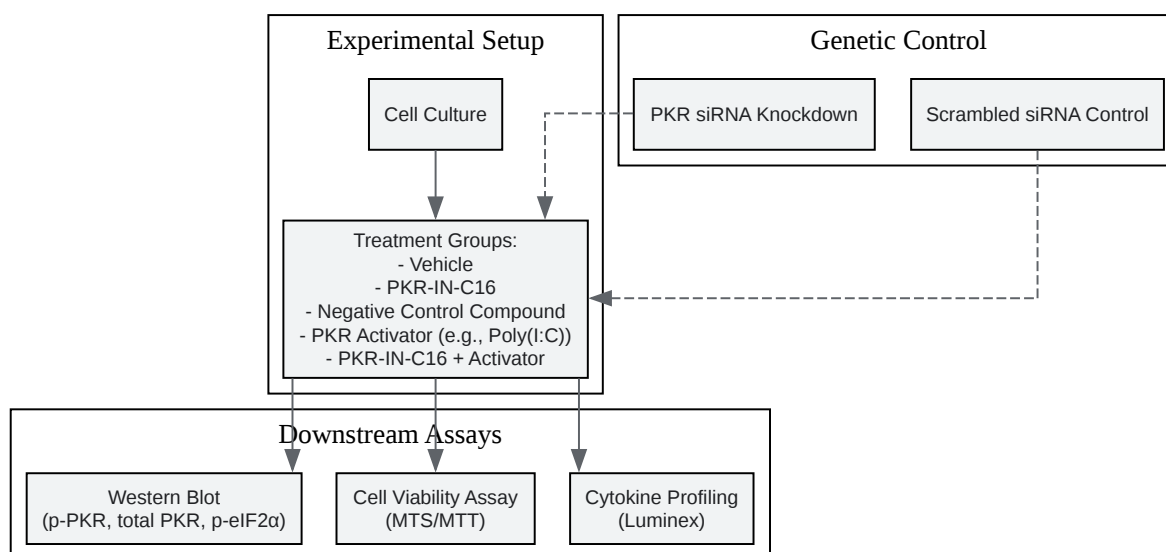 Experimental Setup
Genetic Control
Cell Culture
PKR siRNA Knockdown
Scrambled siRNA Control
Treatment Groups:
- Vehicle
- PKR-IN-C16
- Negative Control Compound
- PKR Activator (e.g., Poly(I:C))
- PKR-IN-C16 + Activator
Downstream Assays
Western Blot
(p-PKR, total PKR, p-eIF2α)
Cell Viability Assay
(MTS/MTT)
Cytokine Profiling
(Luminex)